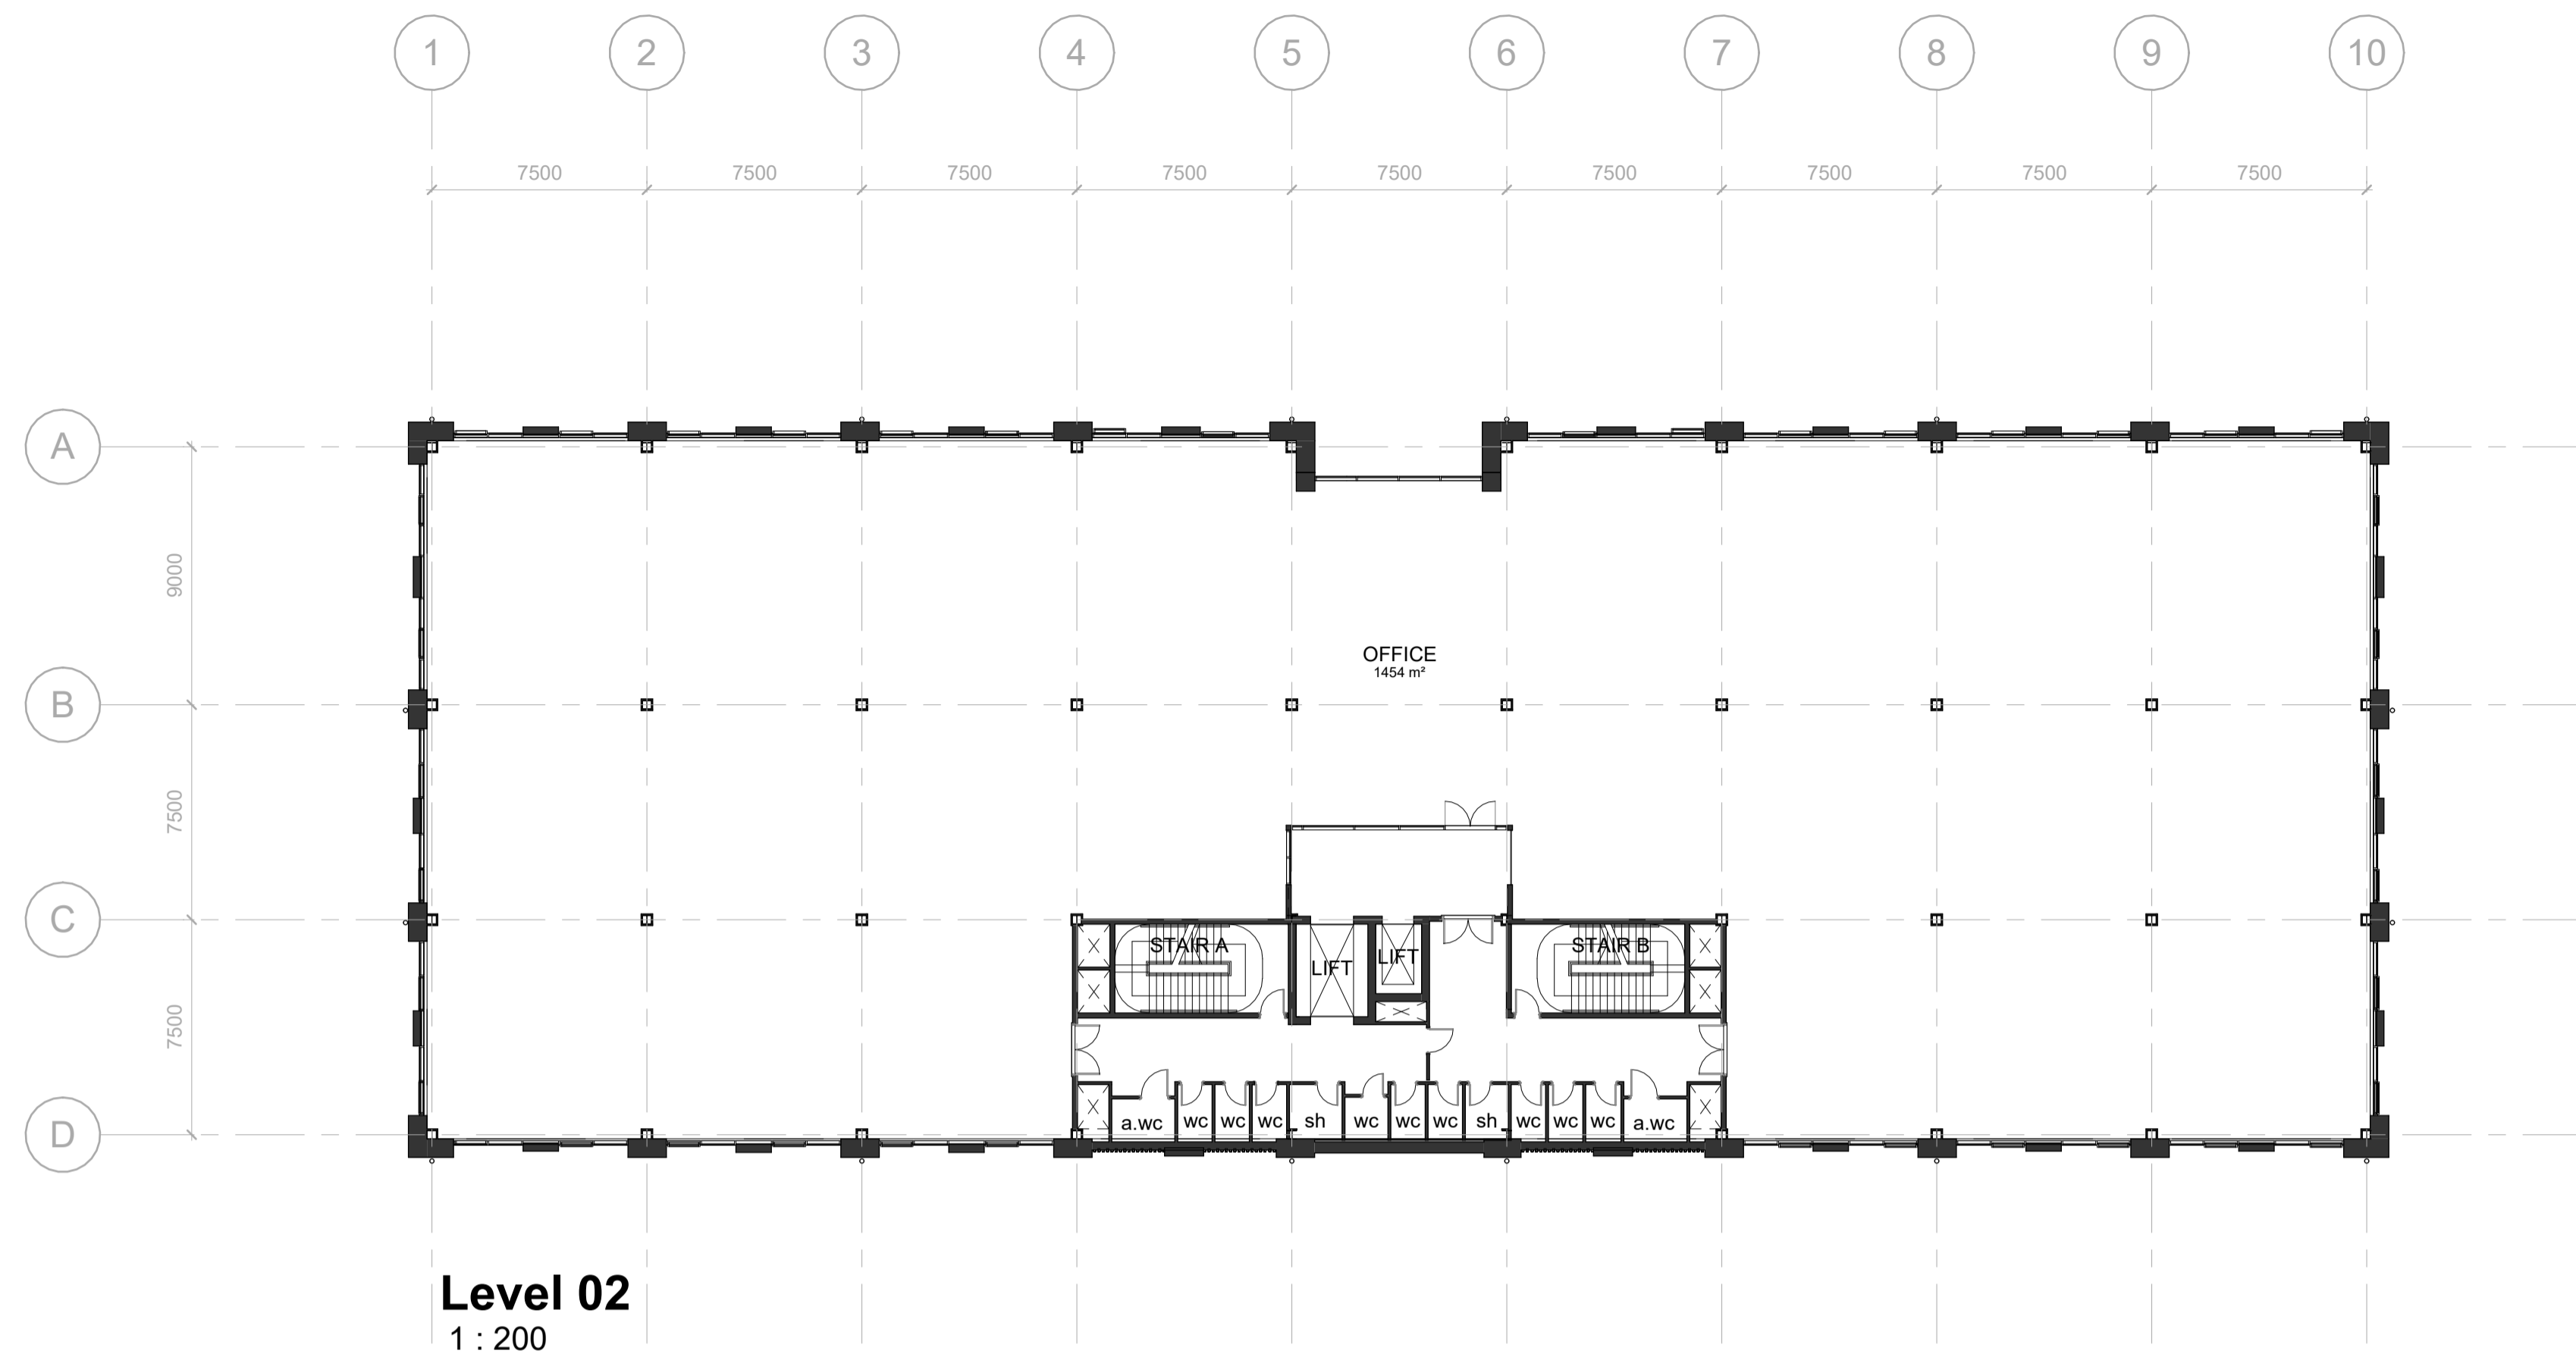 1 2 3 4 5 6 7 8 9 10
7500 7500 7500 7500 7500 7500 7500 7500 7500
A
9000
OFFICE
1454 m²
B
7500
C
STAIR A
LIFT
LIFT
STAIR B
7500
a.wc wc wc wc sh wc wc wc sh wc wc wc a.wc
D
Level 02
1 : 200